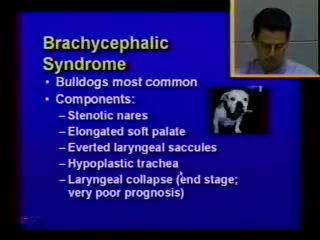 Brachycephalic
Syndrome
• Bulldogs most common
• Components:
– Stenotic nares
– Elongated soft palate
– Everted laryngeal saccules
– Hypoplastic trachea
– Laryngeal collapse (end stage;
very poor prognosis)